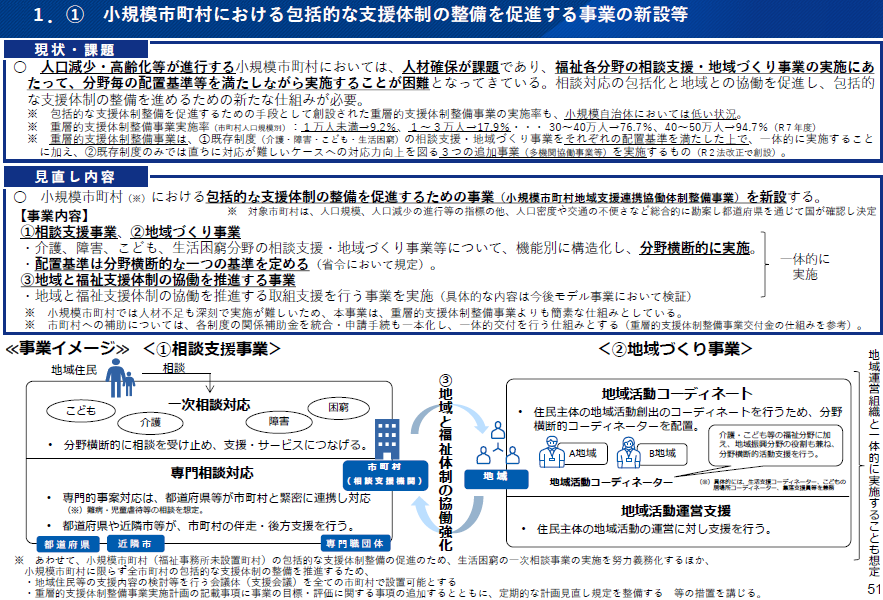 １．① 小規模市町村における包括的な支援体制の整備を促進する事業の新設等
現状・課題
○ 人口減少・高齢化等が進行する小規模市町村においては、人材確保が課題であり、福祉各分野の相談支援・地域づくり事業の実施にあ
たって、分野毎の配置基準等を満たしながら実施することが困難となってきている。相談対応の包括化と地域との協働を促進し、包括的
な支援体制の整備を進めるための新たな仕組みが必要。
※ 包括的な支援体制の整備を促進するための手段として創設された重層的支援体制整備事業の実施率も、小規模自治体においては低い状況。
※ 重層的支援体制整備事業実施率（市町村人口規模別）：１万人未満→9.2%、１～３万人→17.9%・・・30～40万人→76.7%、40～50万人→94.7%（R７年度）
※ 重層的支援体制整備事業は、①既存制度（介護・障害・こども・生活困窮）の相談支援・地域づくり事業をそれぞれの配置基準を満たした上で、一体的に実施すること
に加え、②既存制度のみでは直ちに対応が難しいケースへの対応力向上を図る３つの追加事業（多機関協働事業等）を実施するもの（R２法改正で創設）。
見直し内容
○ 小規模市町村（※）における包括的な支援体制の整備を促進するための事業（小規模市町村地域支援連携協働体制整備事業）を新設する。
※ 対象市町村は、人口規模、人口減少の進行等の指標の他、人口密度や交通の不便さなど総合的に勘案し都道府県を通じて国が確認し決定
【事業内容】
①相談支援事業、②地域づくり事業
・介護、障害、こども、生活困窮分野の相談支援・地域づくり事業等について、機能別に構造化し、分野横断的に実施。
・配置基準は分野横断的な一つの基準を定める（省令において規定）。
③地域と福祉支援体制の協働を推進する事業
・地域と福祉支援体制の協働を推進する取組支援を行う事業を実施（具体的な内容は今後モデル事業において検証）
一体的に
実施
※ 小規模市町村では人材不足も深刻で実施が難しいため、本事業は、重層的支援体制整備事業よりも簡素な仕組みとしている。
※ 市町村への補助については、各制度の関係補助金を統合・申請手続も一本化し、一体的交付を行う仕組みとする（重層的支援体制整備事業交付金の仕組みを参考）。
≪事業イメージ≫ ＜①相談支援事業＞
地域住民
相談
一次相談対応
こども
介護
障害
困窮
・ 分野横断的に相談を受け止め、支援・サービスにつなげる。
専門相談対応
市町村
（相談支援機関）
・ 専門的事案対応は、都道府県等が市町村と緊密に連携し対応
（※）難病・児童虐待等の相談を想定。
・ 都道府県や近隣市等が、市町村の伴走・後方支援を行う。
都道府県
近隣市
専門職団体
③地域と福祉体制の協働強化
地域
＜②地域づくり事業＞
地域活動コーディネート
・ 住民主体の地域活動創出のコーディネートを行うため、分野
横断的コーディネーターを配置。
A地域
B地域
介護・こども等の福祉分野に加
え、地域振興分野の役割も兼ね、
分野横断的活動支援を行う。
地域活動コーディネーター
（※）具体的には、生活支援コーディネーター、こどもの
居場所コーディネーター、集落支援員等を兼務
地域活動運営支援
・ 住民主体の地域活動の運営に対し支援を行う。
地域運営組織と一体的に実施することも想定
※ あわせて、小規模市町村（福祉事務所未設置町村）の包括的な支援体制の整備の促進のため、生活困窮の一次相談事業の実施を努力義務化するほか、
小規模市町村に限らず全市町村の包括的な支援体制の整備を推進するため、
・地域住民等の支援内容の検討等を行う会議体（支援会議）を全ての市町村で設置可能とする
・重層的支援体制整備事業実施計画の記載事項に事業の目標・評価に関する事項の追加するとともに、定期的な計画見直し規定を整備する 等の措置を講じる。
51